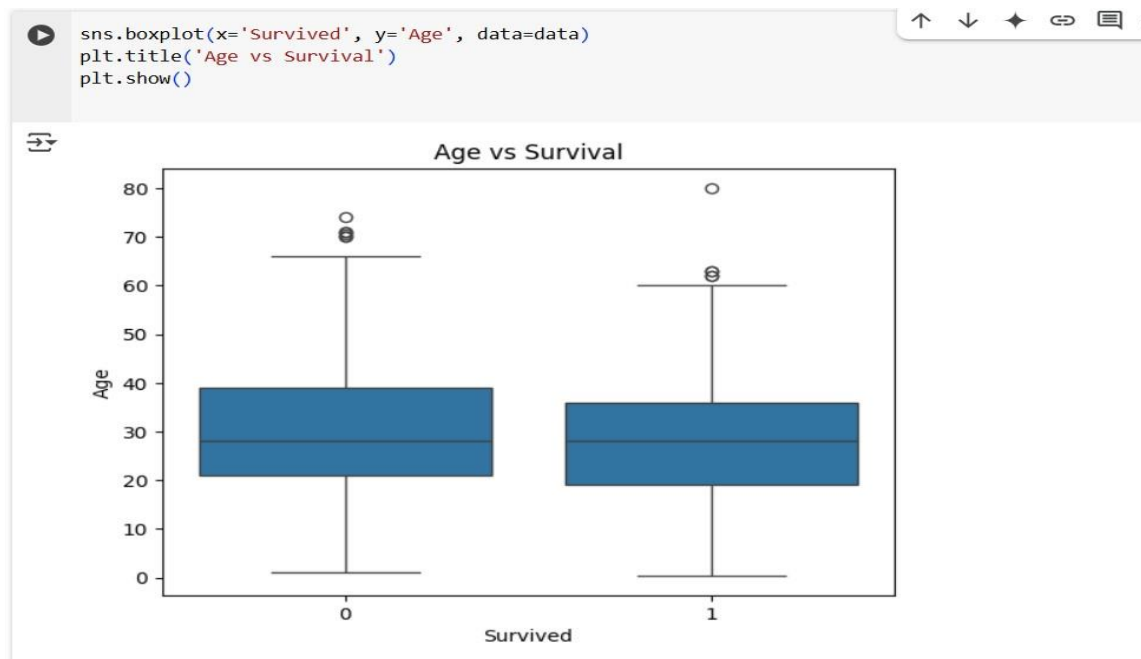 sns.boxplot(x='Survived', y='Age', data=data)
plt.title('Age vs Survival')
plt.show()
Age vs Survival
80
70
60
50
40
30
20
10
0
Age
0 1
Survived